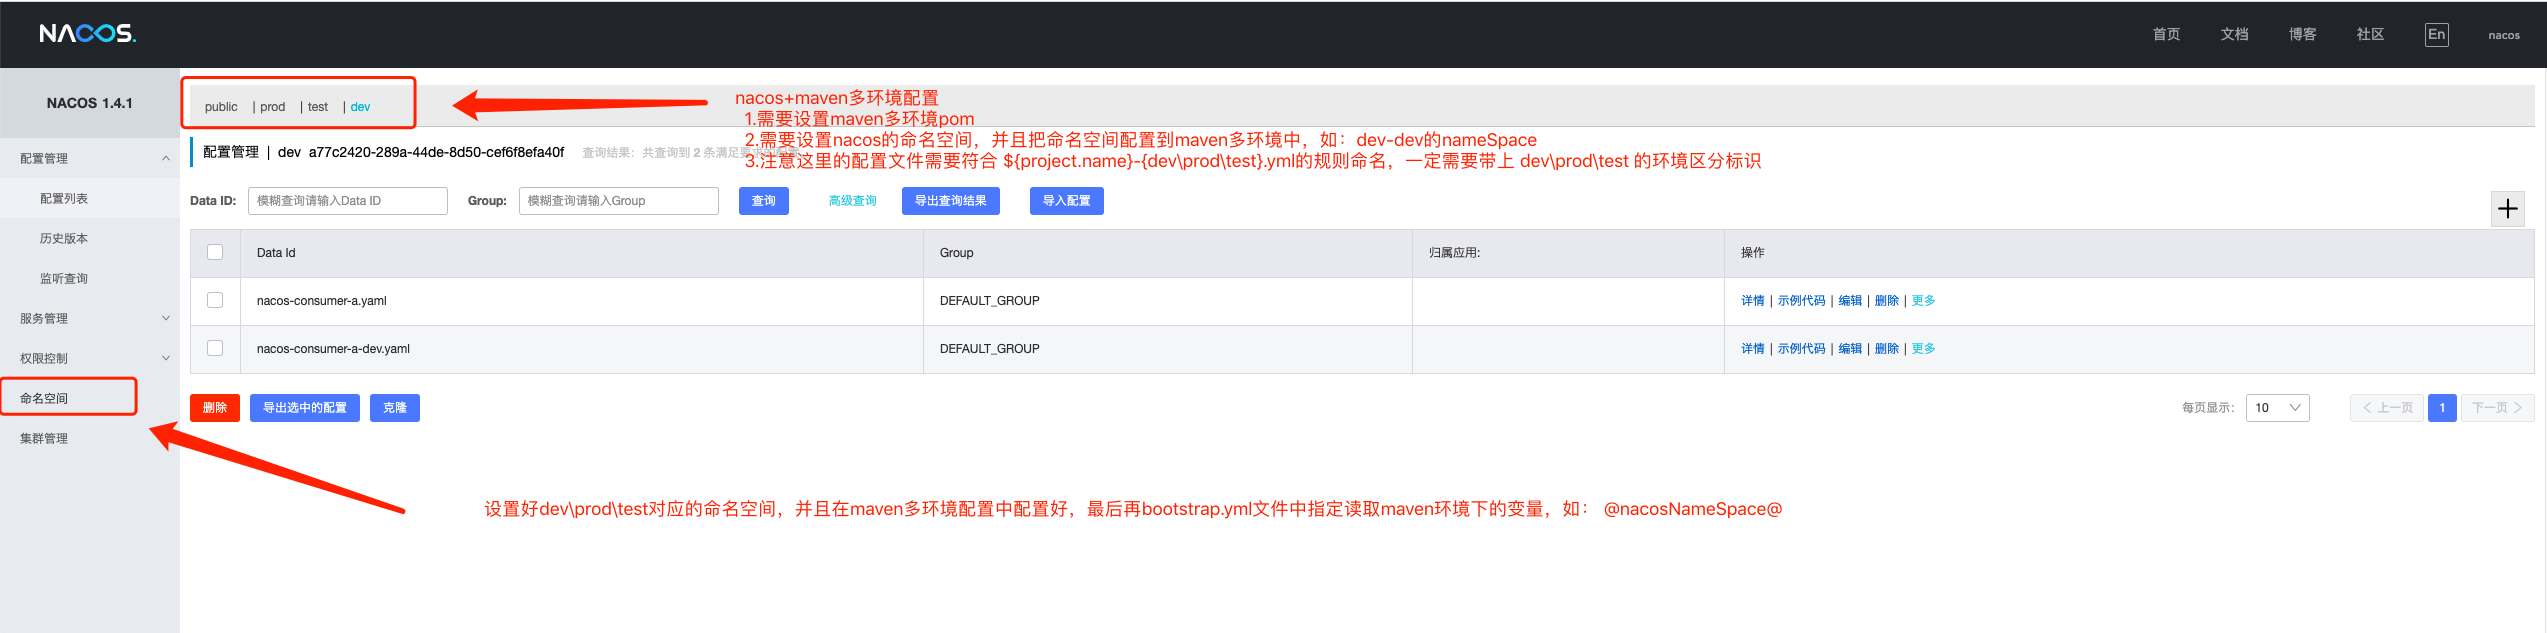 NACOS.
首页 文档 博客 社区 En nacos
NACOS 1.4.1
配置管理
配置列表
历史版本
监听查询
服务管理
权限控制
命名空间
集群管理
public | prod | test | dev
nacos+maven多环境配置
1.需要设置maven多环境pom
2.需要设置nacos的命名空间，并且把命名空间配置到maven多环境中，如：dev-dev的nameSpace
3.注意这里的配置文件需要符合 ${project.name}-{dev\prod\test}.yml的规则命名，一定需要带上 dev\prod\test 的环境区分标识
配置管理 | dev a77c2420-289a-44de-8d50-cef6f8efa40f 查询结果：共查询到 2 条满足要求的配置
Data ID: 模糊查询请输入Data ID Group: 模糊查询请输入Group 查询 高级查询 导出查询结果 导入配置
Data Id Group 归属应用: 操作
nacos-consumer-a.yaml DEFAULT_GROUP 详情 | 示例代码 | 编辑 | 删除 | 更多
nacos-consumer-a-dev.yaml DEFAULT_GROUP 详情 | 示例代码 | 编辑 | 删除 | 更多
删除 导出选中的配置 克隆 每页显示: 10 上一页 1 下一页
设置好dev\prod\test对应的命名空间，并且在maven多环境配置中配置好，最后再bootstrap.yml文件中指定读取maven环境下的变量，如： @nacosNameSpace@